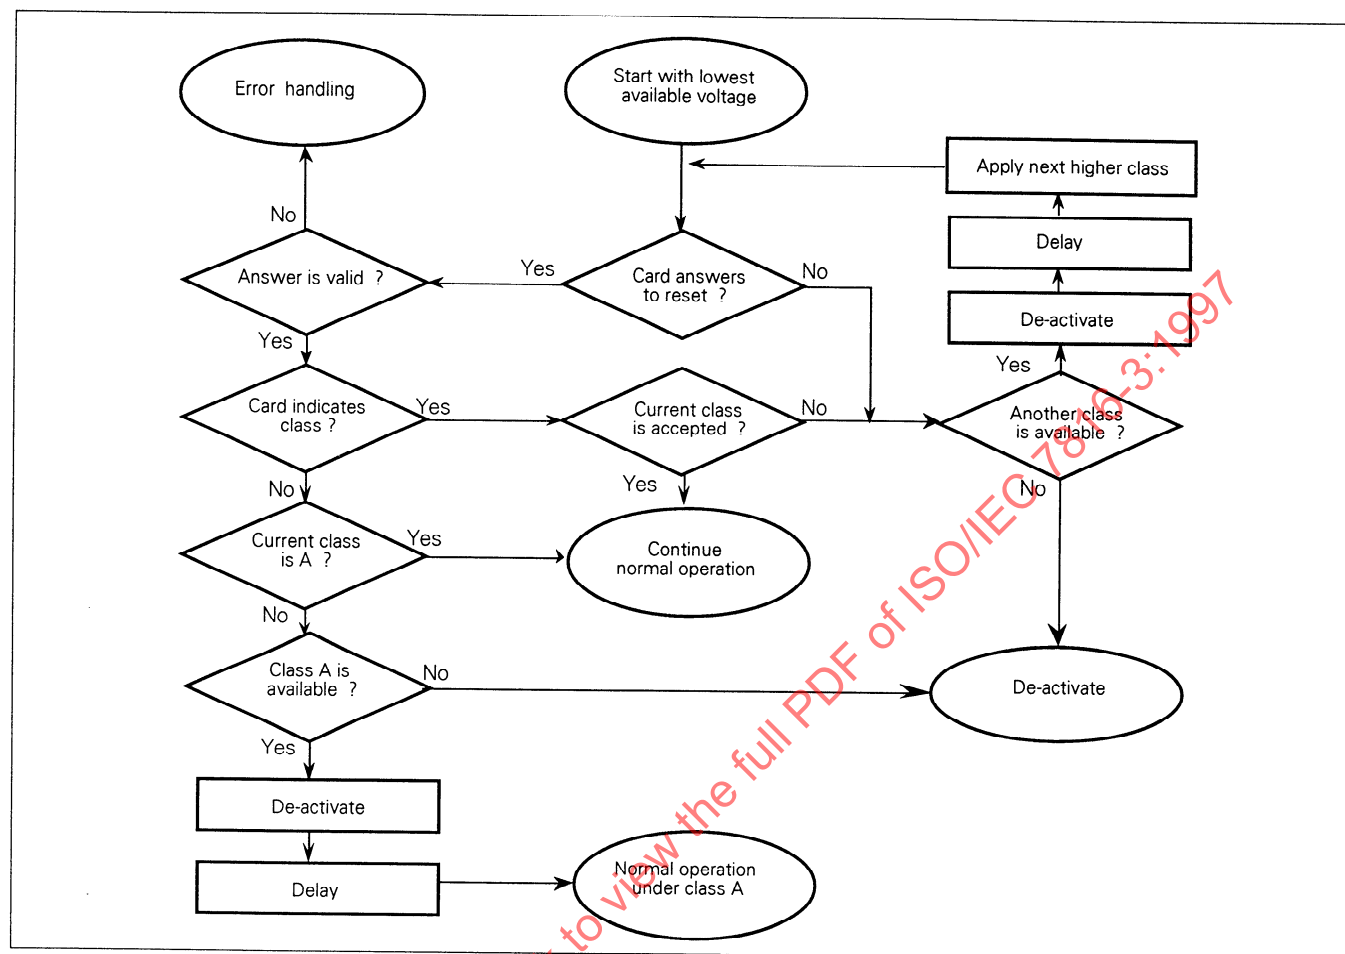 Error handling
Start with lowest
available voltage
Apply next higher class
No
Delay
Answer is valid ?
Yes
Card answers
to reset ?
No
De-activate
Yes
Yes
Card indicates
class ?
Yes
Current class
is accepted ?
No
Another class
is available ?
No
Yes
No
Current class
is A ?
Yes
Continue
normal operation
No
Class A is
available ?
No
De-activate
Yes
De-activate
Delay
Normal operation
under class A
to view the full PDF of ISO/IEC 7816-3:1997